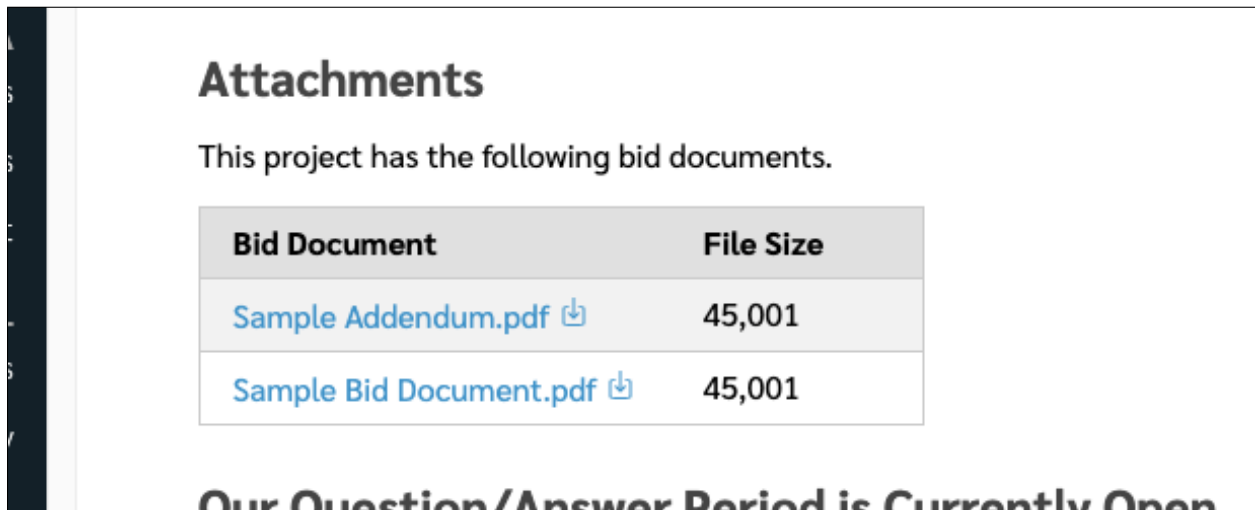 Attachments
This project has the following bid documents.
Bid Document File Size
Sample Addendum.pdf 45,001
Sample Bid Document.pdf 45,001
Our Question/Answer Period is Currently Open